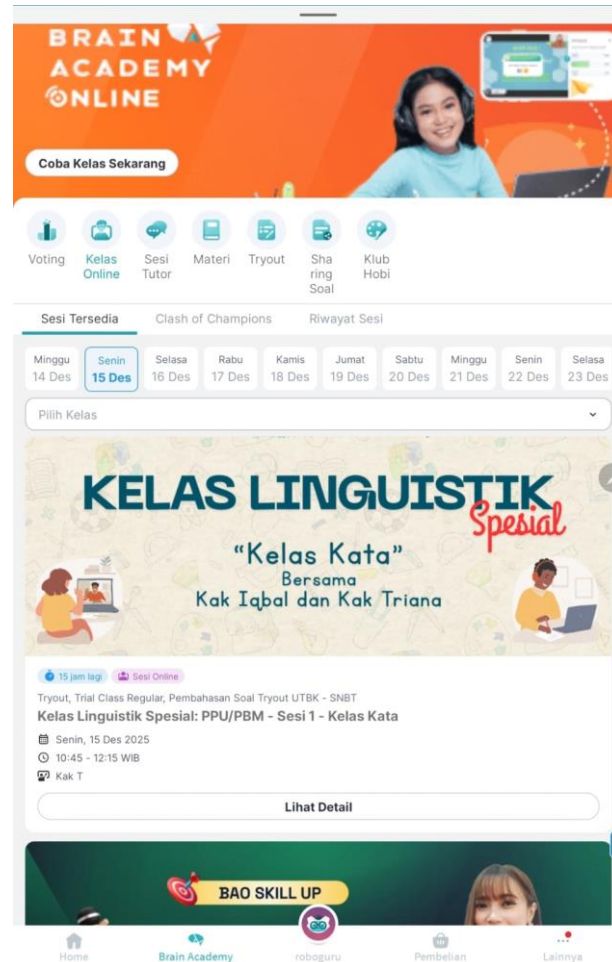 BRAIN
ACADEMY
ONLINE
Coba Kelas Sekarang
Voting
Kelas
Online
Sesi
Tutor
Materi
Tryout
Sha
ring
Soal
Klub
Hobi
Sesi Tersedia
Clash of Champions
Riwayat Sesi
Minggu
14 Des
Senin
15 Des
Selasa
16 Des
Rabu
17 Des
Kamis
18 Des
Jumat
19 Des
Sabtu
20 Des
Minggu
21 Des
Senin
22 Des
Selasa
23 Des
Pilih Kelas
KELAS LINGUISTIK
Spesial
"Kelas Kata"
Bersama
Kak Iqbal dan Kak Triana
15 jam lagi
Sesi Online
Tryout, Trial Class Regular, Pembahasan Soal Tryout UTBK - SNBT
Kelas Linguistik Spesial: PPU/PBM - Sesi 1 - Kelas Kata
Senin, 15 Des 2025
10:45 - 12:15 WIB
Kak T
Lihat Detail
BAO SKILL UP
Home
Brain Academy
roboguru
Pembelian
Lainnya